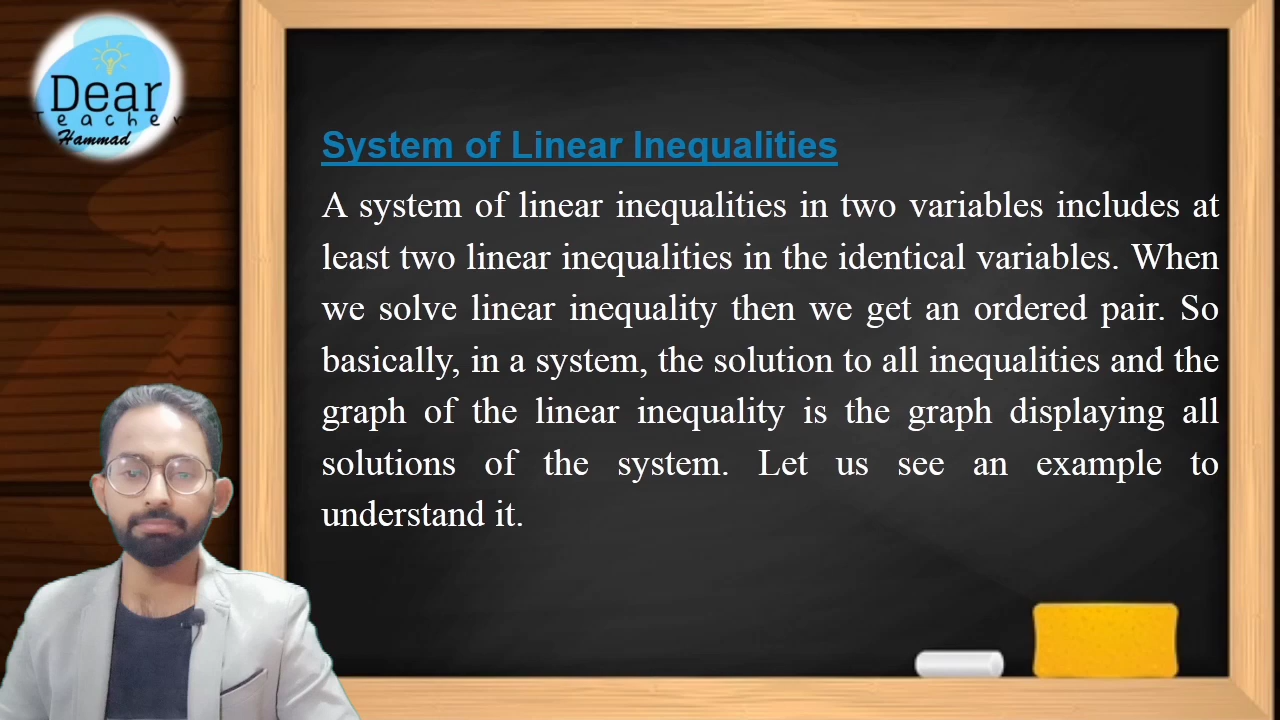 Dear
Teacher
Hammad
System of Linear Inequalities
A system of linear inequalities in two variables includes at
least two linear inequalities in the identical variables. When
we solve linear inequality then we get an ordered pair. So
basically, in a system, the solution to all inequalities and the
graph of the linear inequality is the graph displaying all
solutions of the system. Let us see an example to
understand it.